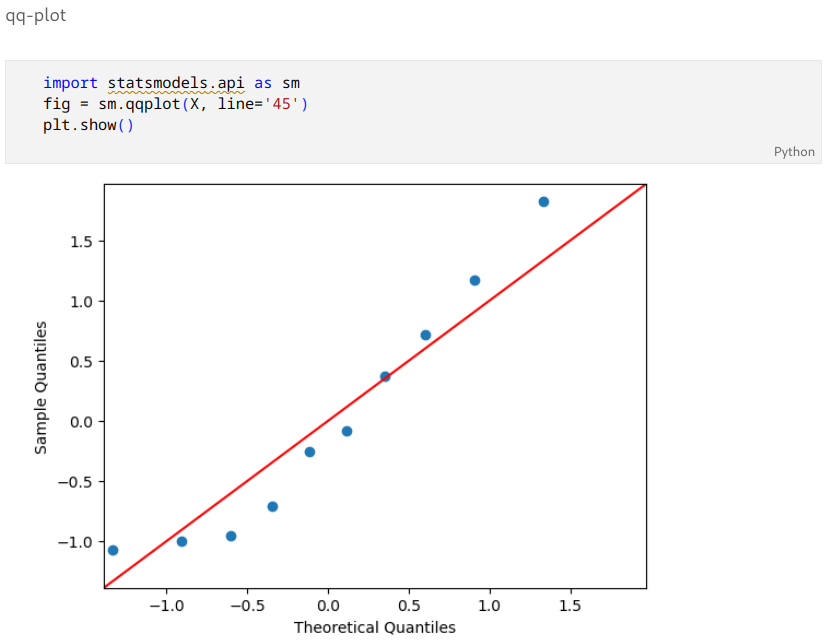 qq-plot
import statsmodels.api as sm
fig = sm.qqplot(X, line='45')
plt.show()
Python
1.5
1.0
0.5
0.0
−0.5
−1.0
Sample Quantiles
−1.0 −0.5 0.0 0.5 1.0 1.5
Theoretical Quantiles